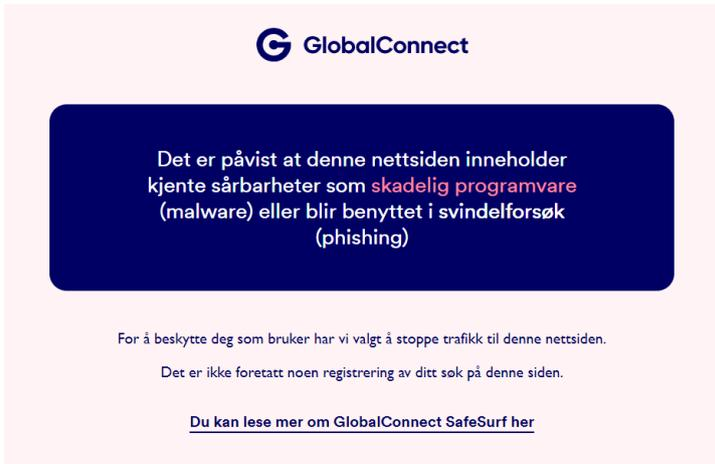 GlobalConnect
Det er påvist at denne nettsiden inneholder
kjente sårbarheter som skadelig programvare
(malware) eller blir benyttet i svindelforsøk
(phishing)
For å beskytte deg som bruker har vi valgt å stoppe trafikk til denne nettsiden.
Det er ikke foretatt noen registrering av ditt søk på denne siden.
Du kan lese mer om GlobalConnect SafeSurf her